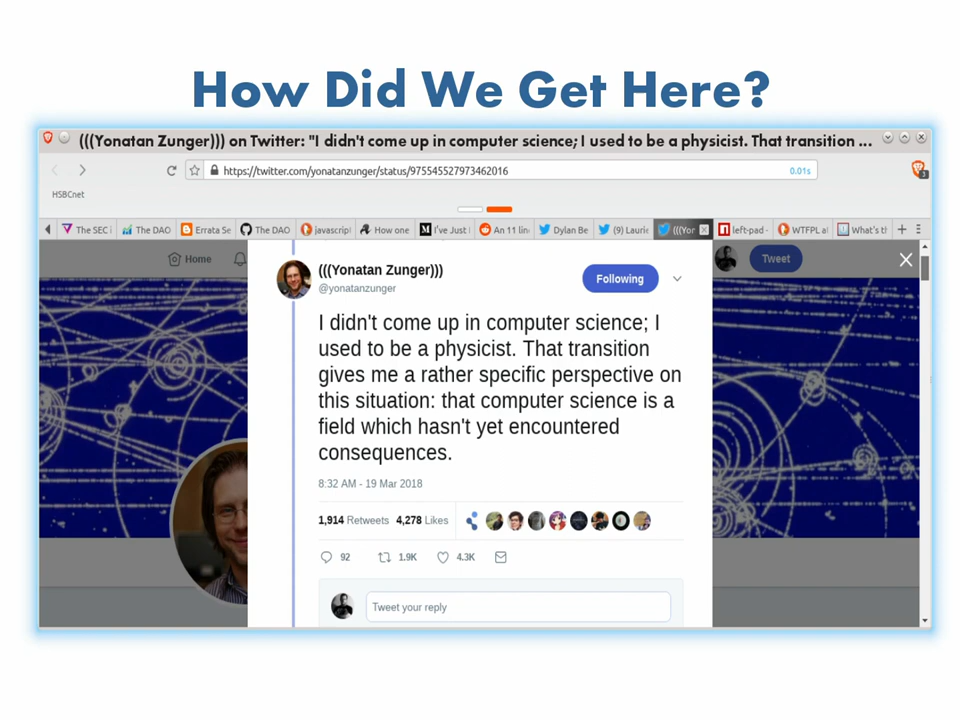 How Did We Get Here?
(((Yonatan Zunger))) on Twitter: "I didn't come up in computer science; I used to be a physicist. That transition ...
https://twitter.com/yonatanzunger/status/975545527973462016
0.01s
3
HSBCnet
The SEC i
The DAO
Errata Se
The DAO
javascript
How one
I've Just i
An 11 line
Dylan Be
(9) Laurie
(((Yor
left-pad -
WTFPL al
What's th
Home
Tweet
(((Yonatan Zunger)))
@yonatanzunger
Following
I didn't come up in computer science; I
used to be a physicist. That transition
gives me a rather specific perspective on
this situation: that computer science is a
field which hasn't yet encountered
consequences.
8:32 AM - 19 Mar 2018
1,914 Retweets 4,278 Likes
92 1.9K 4.3K
Tweet your reply